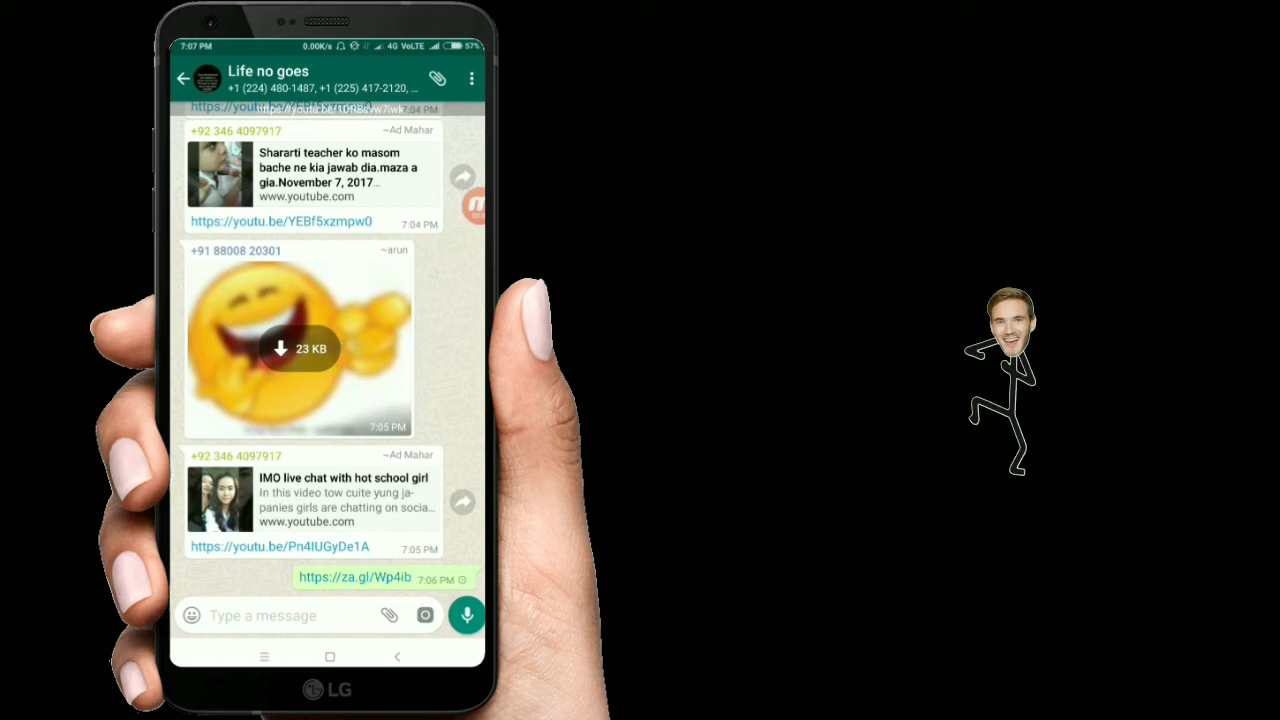 7:07 PM
0.00K/s 4G VoLTE 57%
Life no goes
+1 (224) 480-1487, +1 (225) 417-2120, ...
7:04 PM
+92 346 4097917 ~Ad Mahar
Shararti teacher ko masom
bache ne kia jawab dia.maza a
gia.November 7, 2017...
www.youtube.com
https://youtu.be/YEBf5xzmpw0 7:04 PM
+91 88008 20301 ~arun
23 KB
7:05 PM
+92 346 4097917 ~Ad Mahar
IMO live chat with hot school girl
In this video tow cuite yung ja-
panies girls are chatting on socia...
www.youtube.com
https://youtu.be/Pn4IUGyDe1A 7:05 PM
https://za.gl/Wp4ib 7:06 PM
Type a message
LG